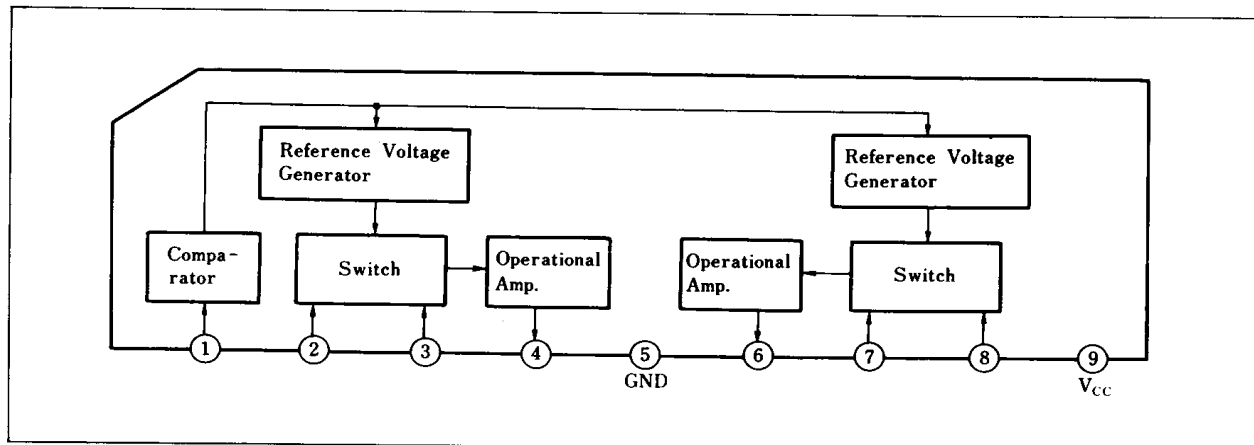 Reference Voltage
Generator
Reference Voltage
Generator
Compa-
rator
Switch
Operational
Amp.
Operational
Amp.
Switch
1
2
3
4
5
6
7
8
9
GND
VCC